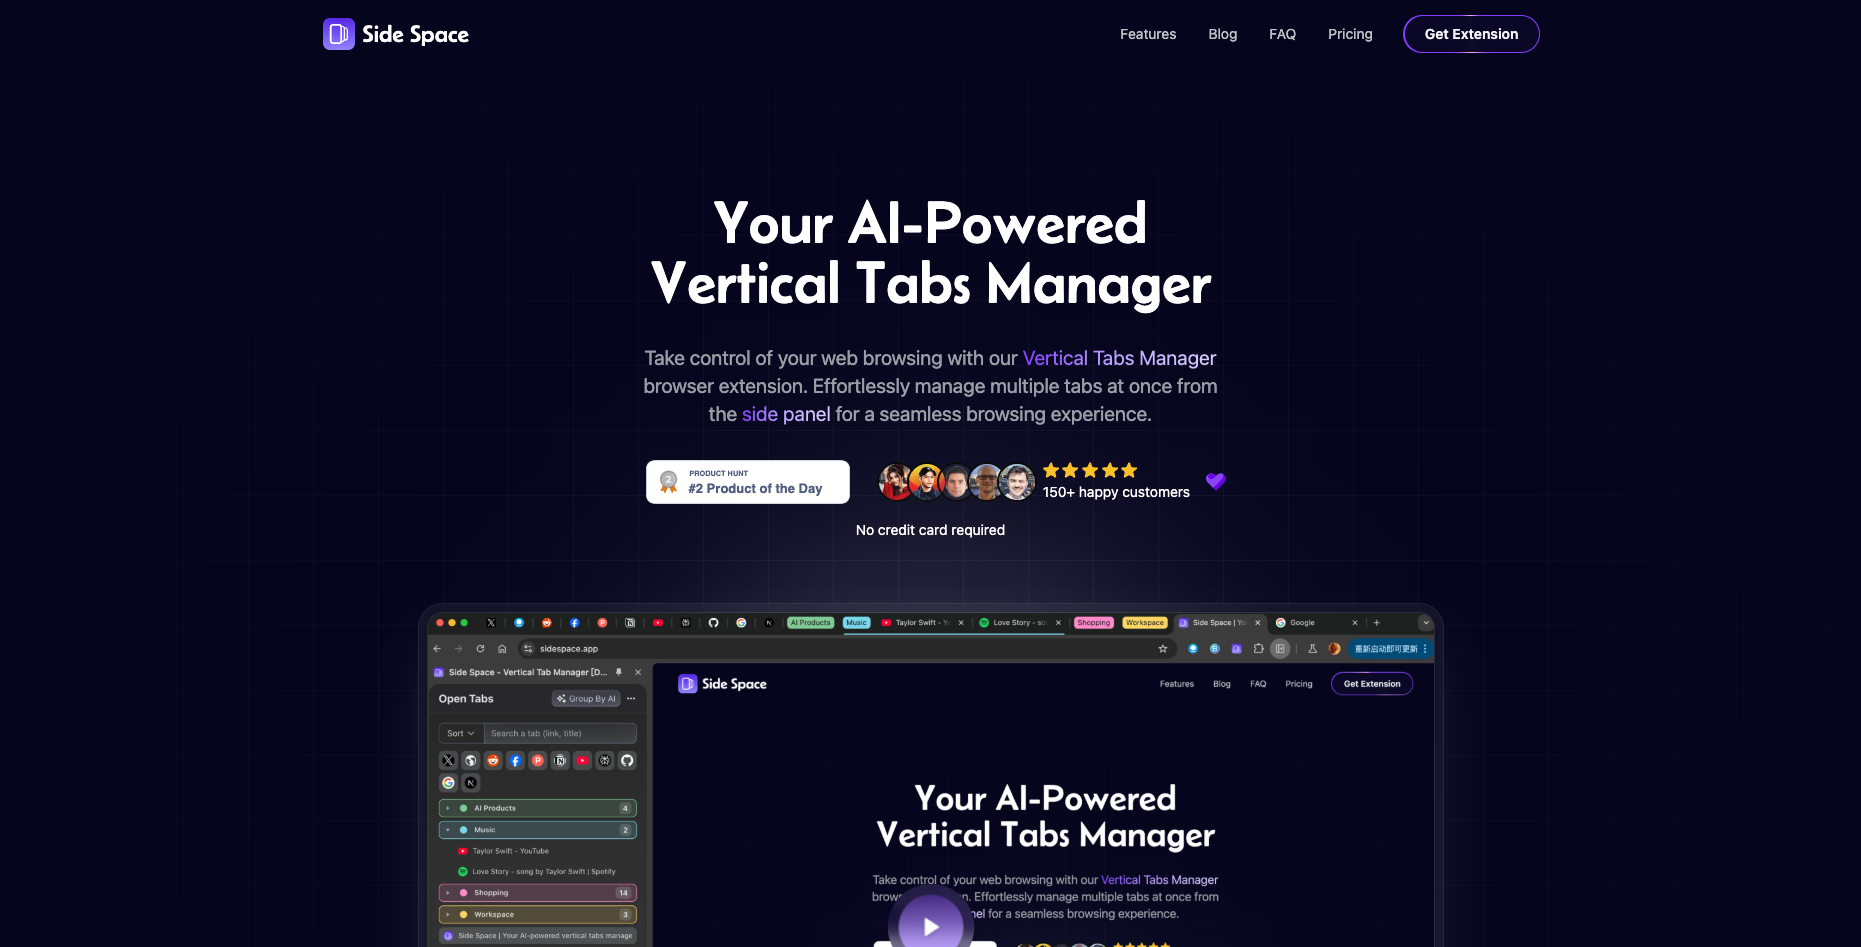 Side Space
Features
Blog
FAQ
Pricing
Get Extension
Your AI-Powered
Vertical Tabs Manager
Take control of your web browsing with our Vertical Tabs Manager
browser extension. Effortlessly manage multiple tabs at once from
the side panel for a seamless browsing experience.
2
PRODUCT HUNT
#2 Product of the Day
150+ happy customers
No credit card required
AI Products
Music
Taylor Swift - Yo
Love Story - son
Shopping
Workspace
Side Space | Yo
Google
sidespace.app
重新启动即可更新
Side Space - Vertical Tab Manager [D...
Open Tabs
Group By AI
Sort
Search a tab (link, title)
AI Products 4
Music 2
Taylor Swift - YouTube
Love Story - song by Taylor Swift | Spotify
Shopping 14
Workspace 3
Side Space | Your AI-powered vertical tabs manage
Side Space
Features
Blog
FAQ
Pricing
Get Extension
Your AI-Powered
Vertical Tabs Manager
Take control of your web browsing with our Vertical Tabs Manager
Effortlessly manage multiple tabs at once from
for a seamless browsing experience.